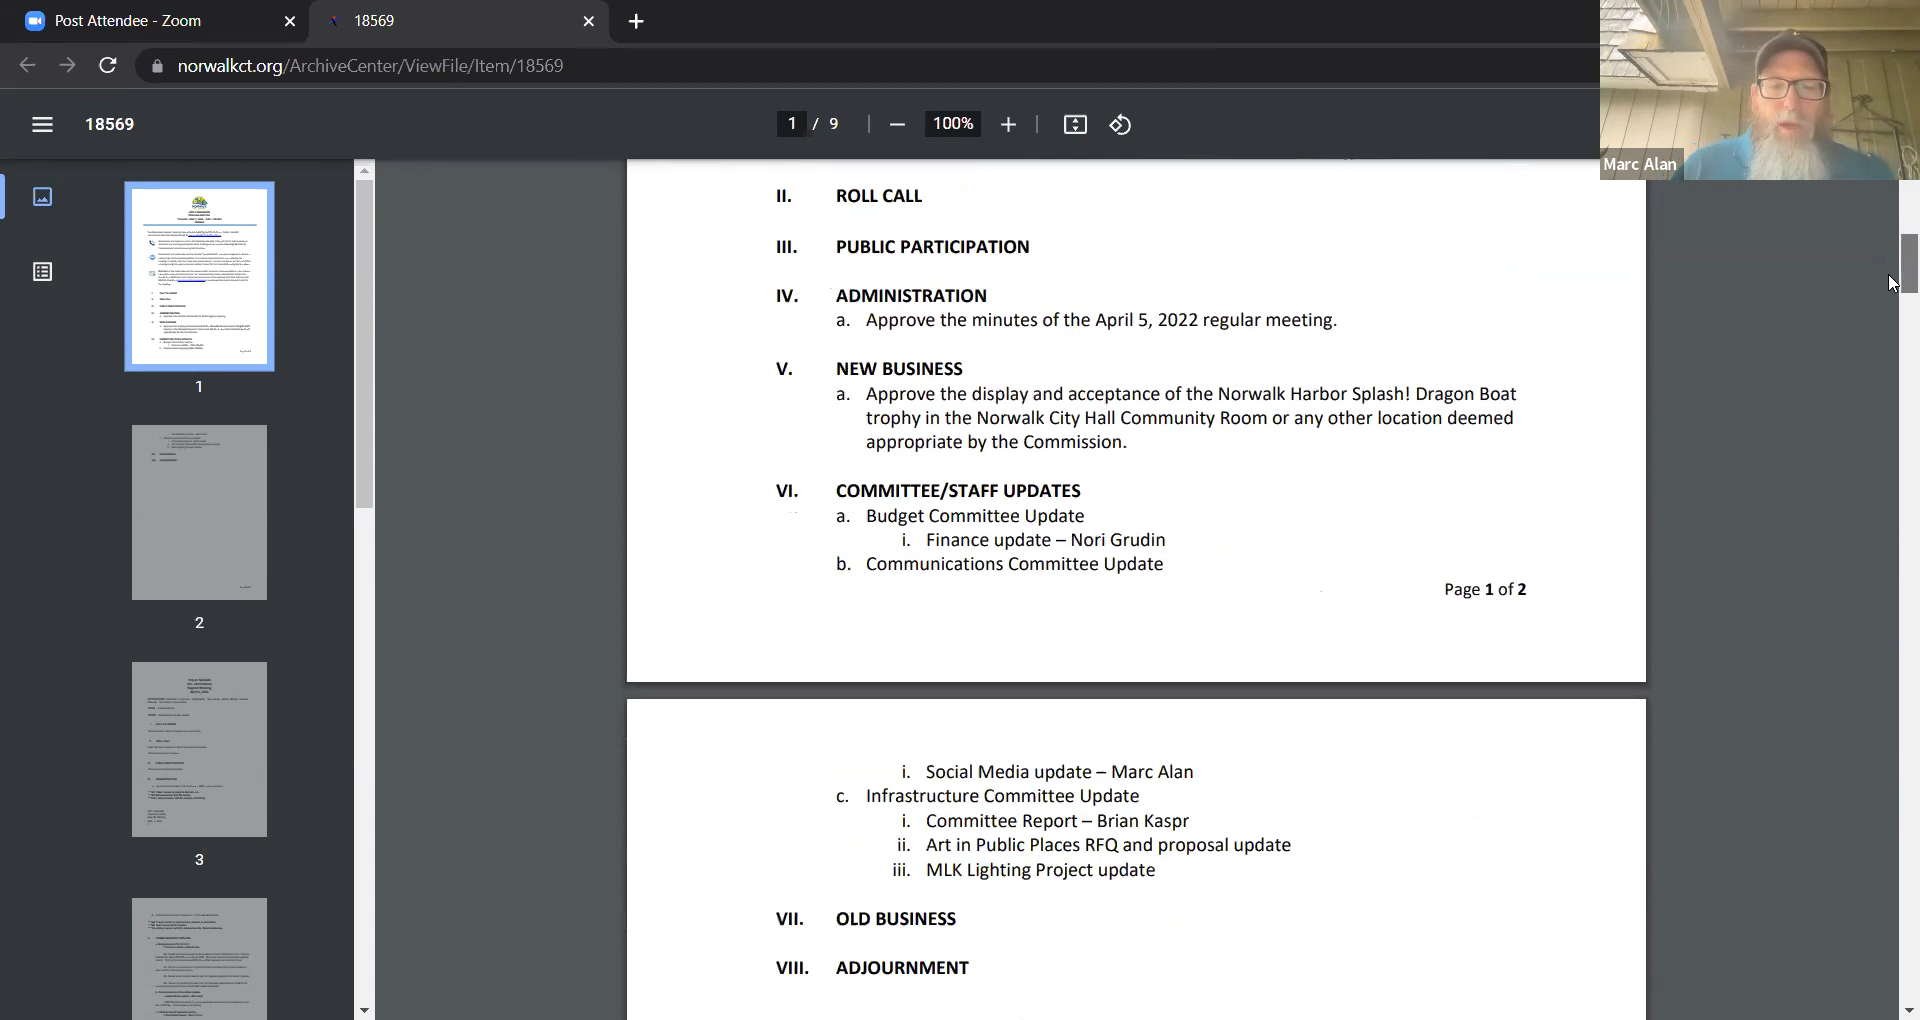 Post Attendee - Zoom
18569
norwalkct.org/ArchiveCenter/ViewFile/Item/18569
18569
1 / 9
100%
Marc Alan
II. ROLL CALL
III. PUBLIC PARTICIPATION
IV. ADMINISTRATION
a. Approve the minutes of the April 5, 2022 regular meeting.
V. NEW BUSINESS
a. Approve the display and acceptance of the Norwalk Harbor Splash! Dragon Boat
trophy in the Norwalk City Hall Community Room or any other location deemed
appropriate by the Commission.
VI. COMMITTEE/STAFF UPDATES
a. Budget Committee Update
i. Finance update – Nori Grudin
b. Communications Committee Update
Page 1 of 2
i. Social Media update – Marc Alan
c. Infrastructure Committee Update
i. Committee Report – Brian Kaspr
ii. Art in Public Places RFQ and proposal update
iii. MLK Lighting Project update
VII. OLD BUSINESS
VIII. ADJOURNMENT
1
2
3